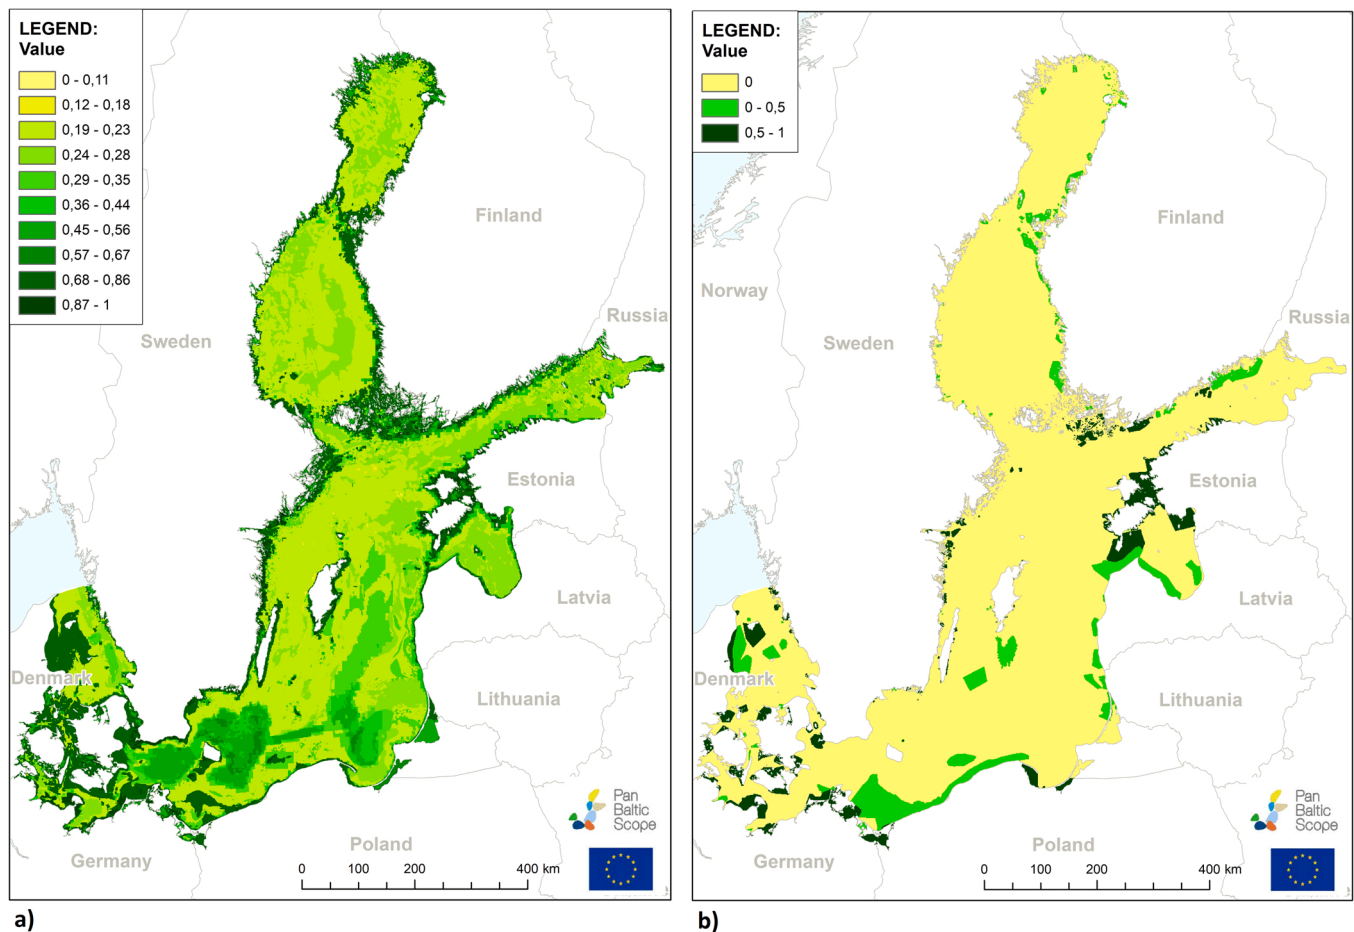 LEGEND:
Value
0 - 0,11
0,12 - 0,18
0,19 - 0,23
0,24 - 0,28
0,29 - 0,35
0,36 - 0,44
0,45 - 0,56
0,57 - 0,67
0,68 - 0,86
0,87 - 1
Finland
Russia
Sweden
Estonia
Latvia
Denmark
Lithuania
Pan
Baltic
Scope
Poland
Germany
0 100 200 400 km
a)
LEGEND:
Value
0
0 - 0,5
0,5 - 1
Finland
Norway
Russia
Sweden
Estonia
Latvia
Denmark
Lithuania
Pan
Baltic
Scope
Poland
Germany
0 100 200 400 km
b)